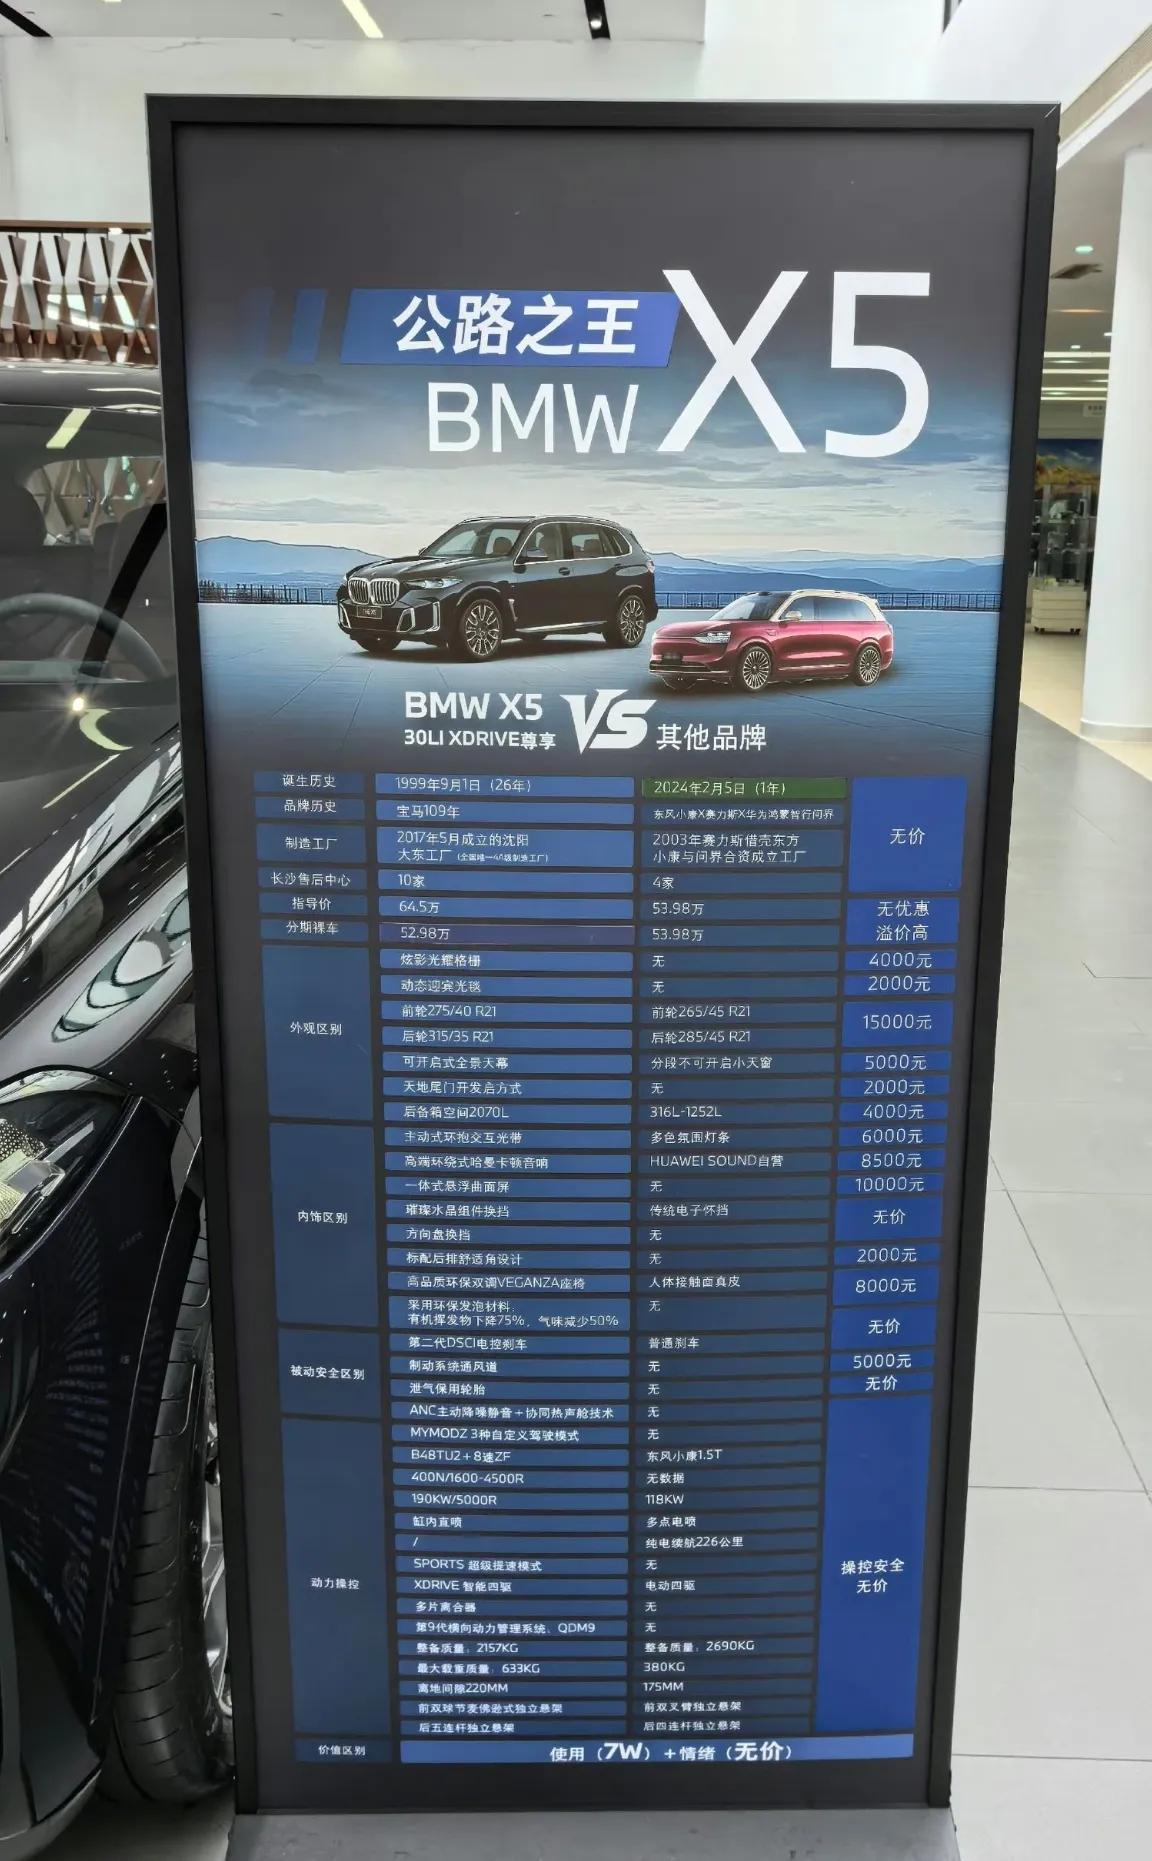 公路之王
BMW X5
THE X5
BMW X5
30LI XDRIVE尊享
VS
其他品牌
诞生历史 1999年9月1日（26年） 2024年2月5日（1年） 无价
品牌历史 宝马109年 东风小康X赛力斯X华为鸿蒙智行问界
制造工厂 2017年5月成立的沈阳 2003年赛力斯借壳东方
大东工厂（全国唯一4A级制造工厂） 小康与问界合资成立工厂
长沙售后中心 10家 4家
指导价 64.5万 53.98万 无优惠
分期裸车 52.98万 53.98万 溢价高
外观区别 炫影光耀格栅 无 4000元
动态迎宾光毯 无 2000元
前轮275/40 R21 前轮265/45 R21 15000元
后轮315/35 R21 后轮285/45 R21
可开启式全景天幕 分段不可开启小天窗 5000元
天地尾门开发启方式 无 2000元
后备箱空间2070L 316L-1252L 4000元
内饰区别 主动式环抱交互光带 多色氛围灯条 6000元
高端环绕式哈曼卡顿音响 HUAWEI SOUND自营 8500元
一体式悬浮曲面屏 无 10000元
璀璨水晶组件换挡 传统电子怀挡 无价
方向盘换挡 无
标配后排舒适角设计 无 2000元
高品质环保双调VEGANZA座椅 人体接触面真皮 8000元
采用环保发泡材料， 无 无价
有机挥发物下降75%，气味减少50%
被动安全区别 第二代DSCI电控刹车 普通刹车
制动系统通风道 无 5000元
泄气保用轮胎 无 无价
ANC主动降噪静音+协同热声舱技术 无
动力操控 MYMODZ 3种自定义驾驶模式 无 操控安全
无价
B48TU2+8速ZF 东风小康1.5T
400N/1600-4500R 无数据
190KW/5000R 118KW
缸内直喷 多点电喷
/ 纯电续航226公里
SPORTS 超级提速模式 无
XDRIVE 智能四驱 电动四驱
多片离合器 无
第9代横向动力管理系统、QDM9 无
整备质量：2157KG 整备质量：2690KG
最大载重质量：633KG 380KG
离地间隙220MM 175MM
前双球节麦佛逊式独立悬架 前双叉臂独立悬架
后五连杆独立悬架 后四连杆独立悬架
价值区别 使用（7W）+情绪（无价）